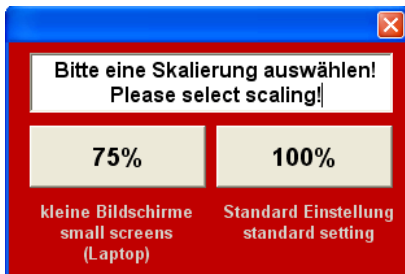 Bitte eine Skalierung auswählen!
Please select scaling!
75%
100%
kleine Bildschirme
small screens
(Laptop)
Standard Einstellung
standard setting